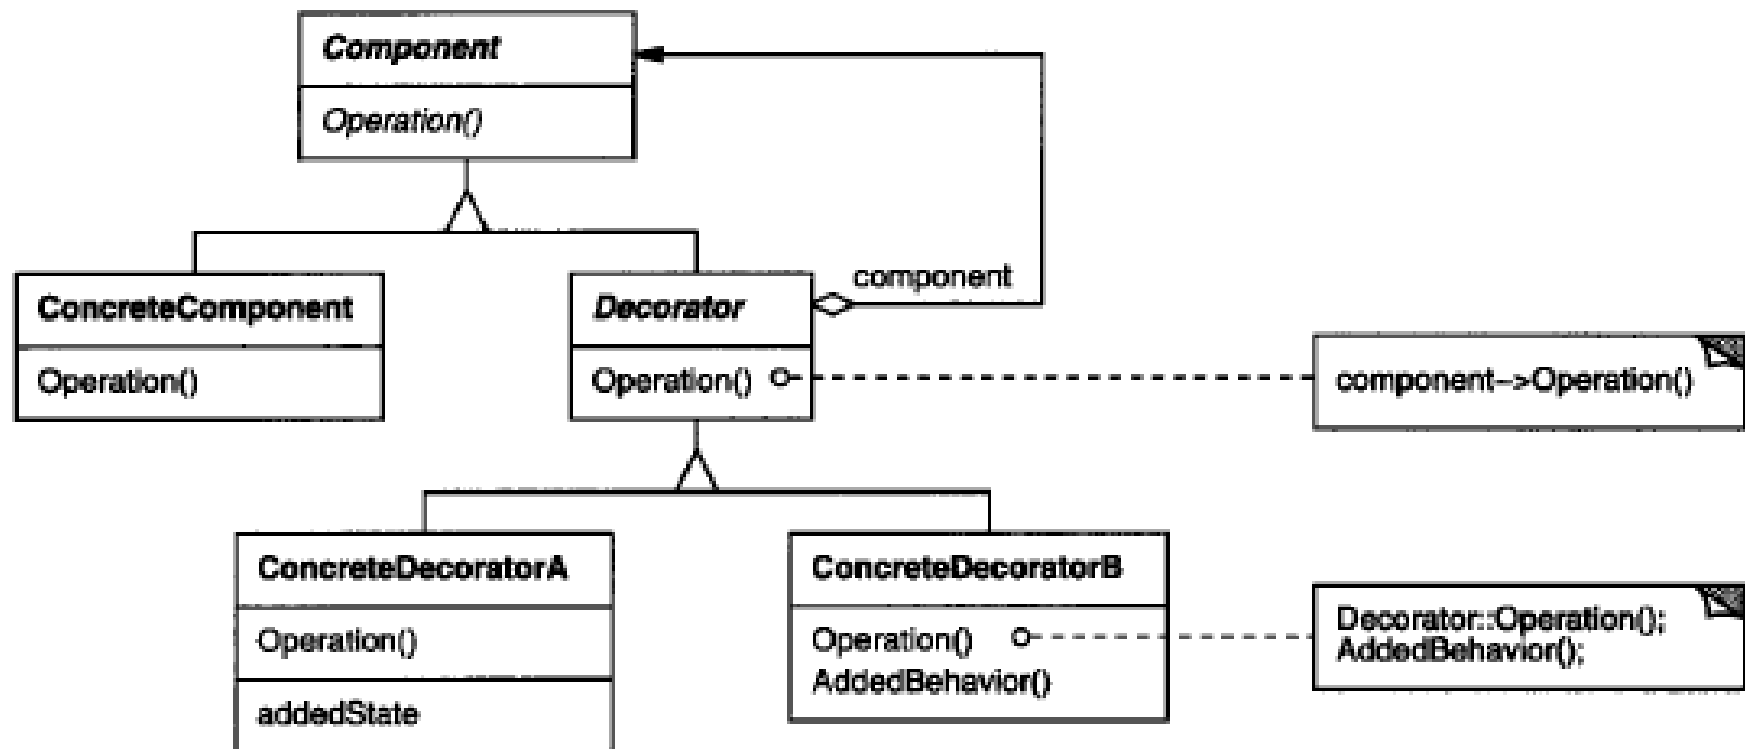 Component
Operation()
component
ConcreteComponent
Operation()
Decorator
Operation()
component->Operation()
ConcreteDecoratorA
Operation()
addedState
ConcreteDecoratorB
Operation()
AddedBehavior()
Decorator::Operation();
AddedBehavior();